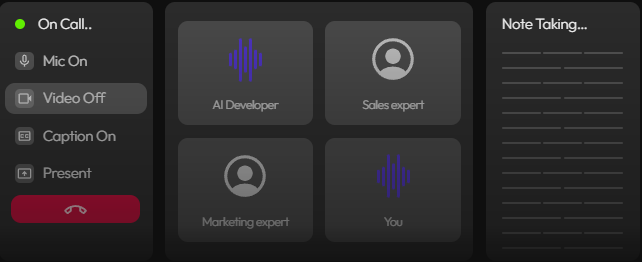 On Call..
Mic On
Video Off
Caption On
Present
AI Developer
Sales expert
Marketing expert
You
Note Taking...